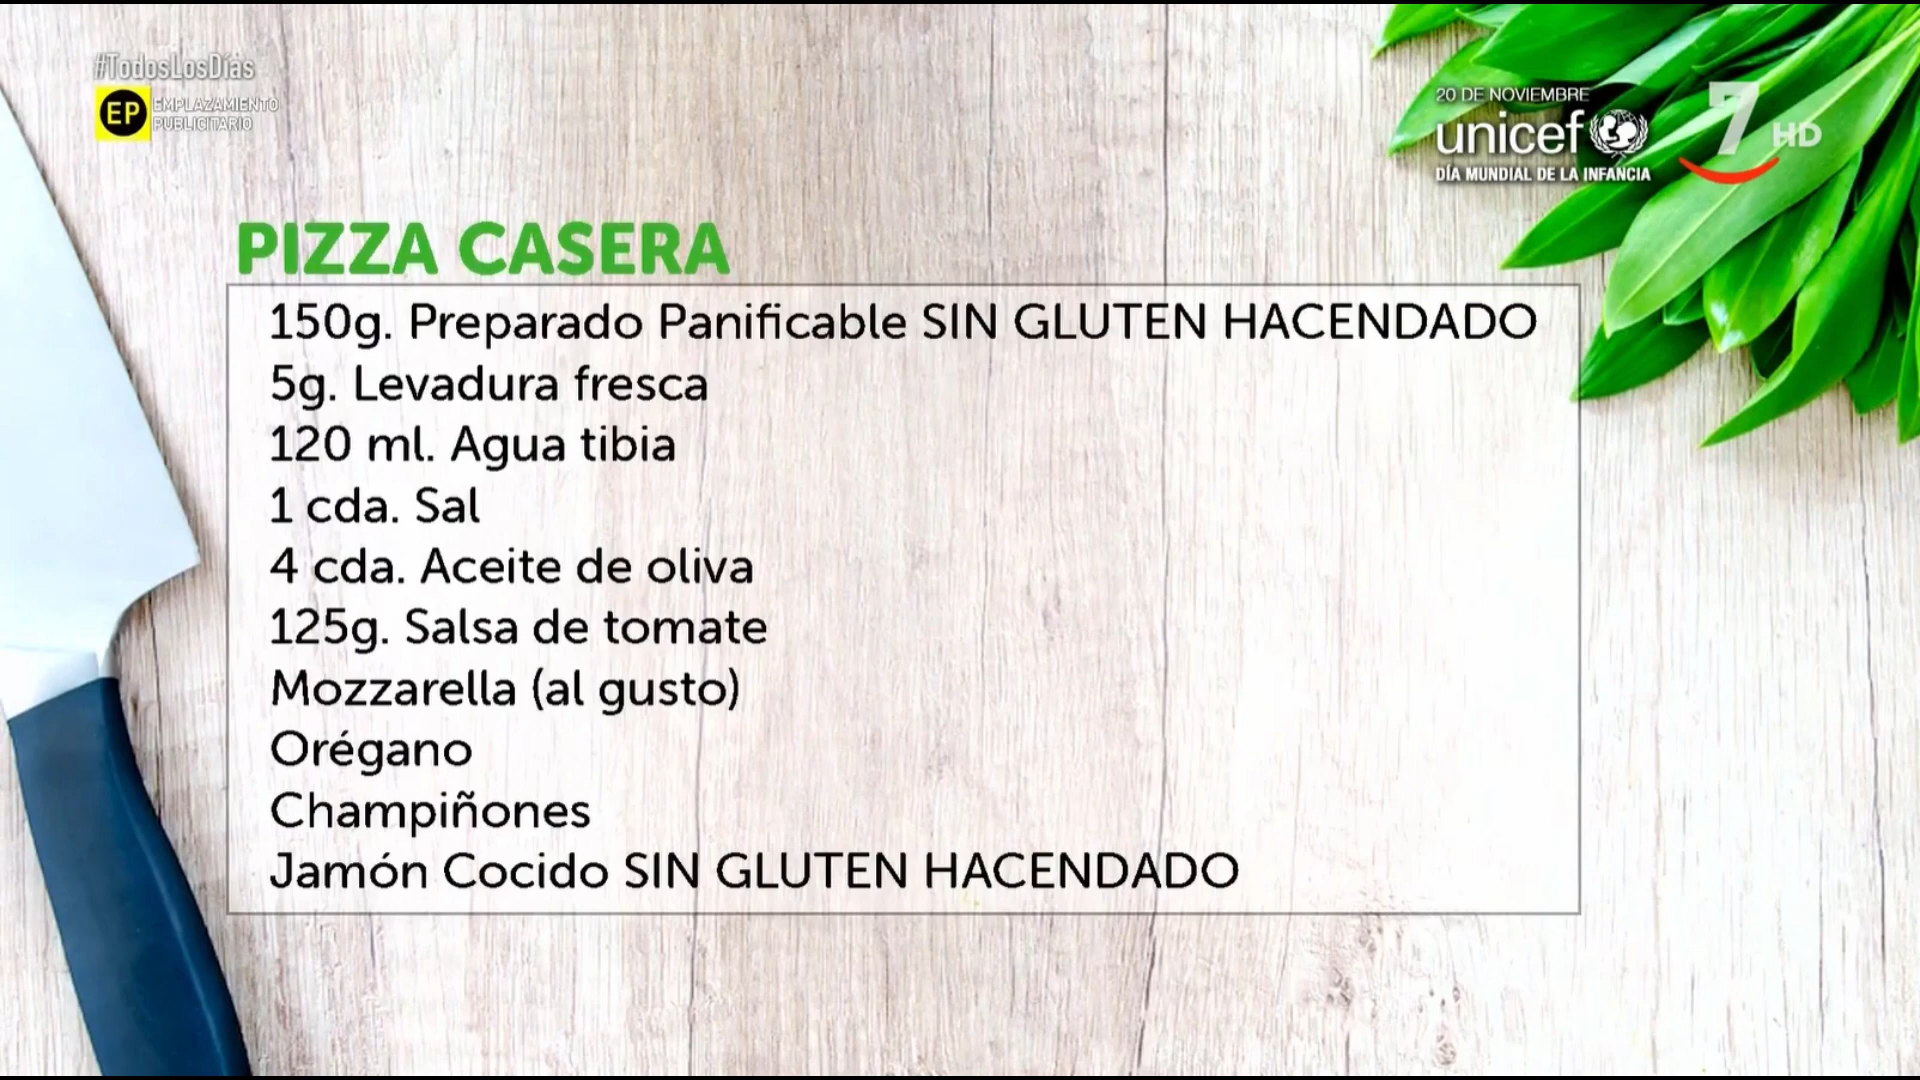 #TodosLosDías
EP EMPLAZAMIENTO
PUBLICITARIO
20 DE NOVIEMBRE
unicef
DÍA MUNDIAL DE LA INFANCIA
7 HD
PIZZA CASERA
150g. Preparado Panificable SIN GLUTEN HACENDADO
5g. Levadura fresca
120 ml. Agua tibia
1 cda. Sal
4 cda. Aceite de oliva
125g. Salsa de tomate
Mozzarella (al gusto)
Orégano
Champiñones
Jamón Cocido SIN GLUTEN HACENDADO